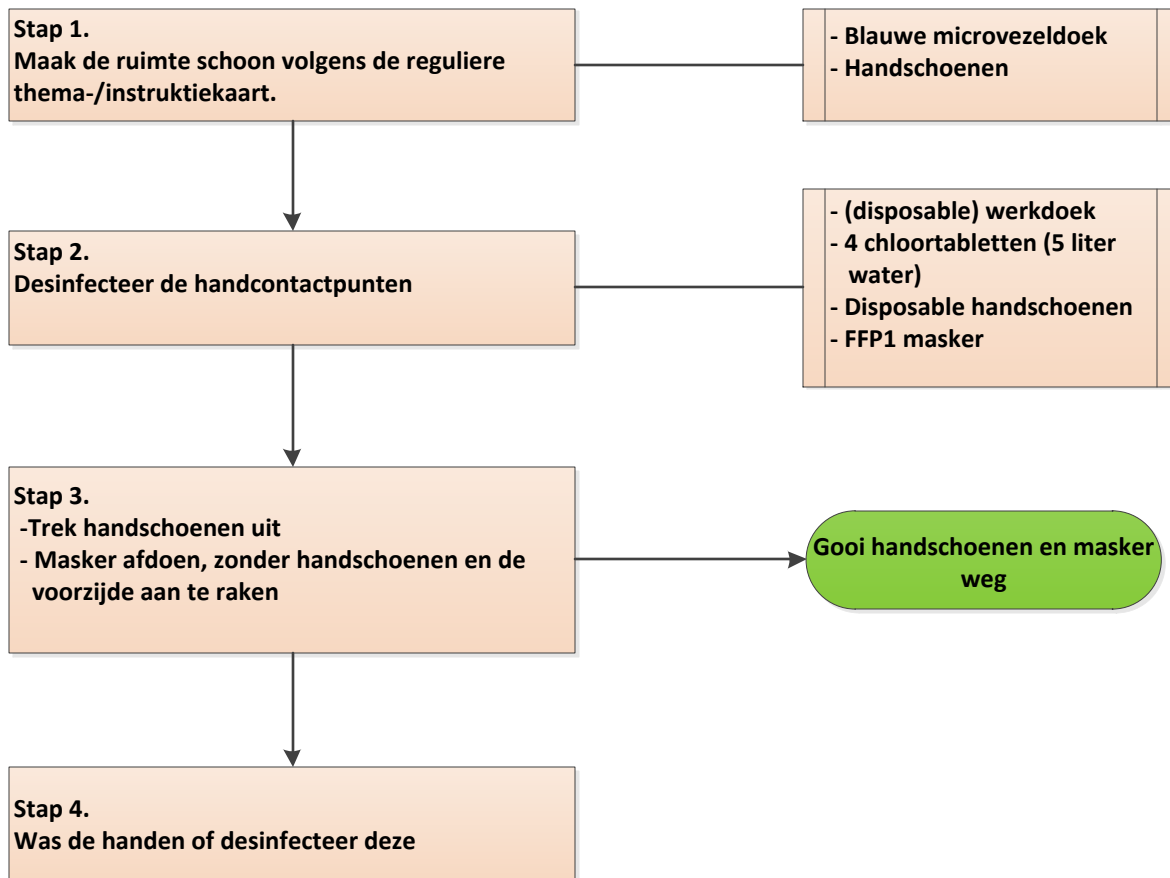 Stap 1.
Maak de ruimte schoon volgens de reguliere
thema-/instruktiekaart.
- Blauwe microvezeldoek
- Handschoenen
Stap 2.
Desinfecteer de handcontactpunten
- (disposable) werkdoek
- 4 chloortabletten (5 liter
water)
- Disposable handschoenen
- FFP1 masker
Stap 3.
-Trek handschoenen uit
- Masker afdoen, zonder handschoenen en de
voorzijde aan te raken
Gooi handschoenen en masker
weg
Stap 4.
Was de handen of desinfecteer deze